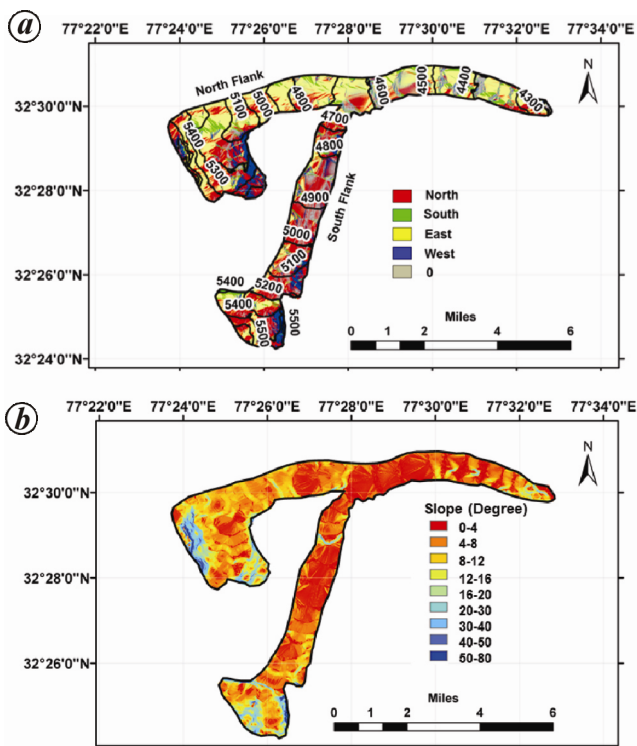 a
77°22'0"E 77°24'0"E 77°26'0"E 77°28'0"E 77°30'0"E 77°32'0"E 77°34'0"E
32°30'0"N
32°28'0"N
32°26'0"N
32°24'0"N
North Flank
South Flank
5400
5300
5100
5000
4800
4600
4500
4400
4300
4700
4800
4900
5000
5100
5200
5400
5400
5500
5500
N
North
South
East
West
0
Miles
0 1 2 4 6
b
77°22'0"E 77°24'0"E 77°26'0"E 77°28'0"E 77°30'0"E 77°32'0"E 77°34'0"E
32°30'0"N
32°28'0"N
32°26'0"N
N
Slope (Degree)
0-4
4-8
8-12
12-16
16-20
20-30
30-40
40-50
50-80
Miles
0 1 2 4 6